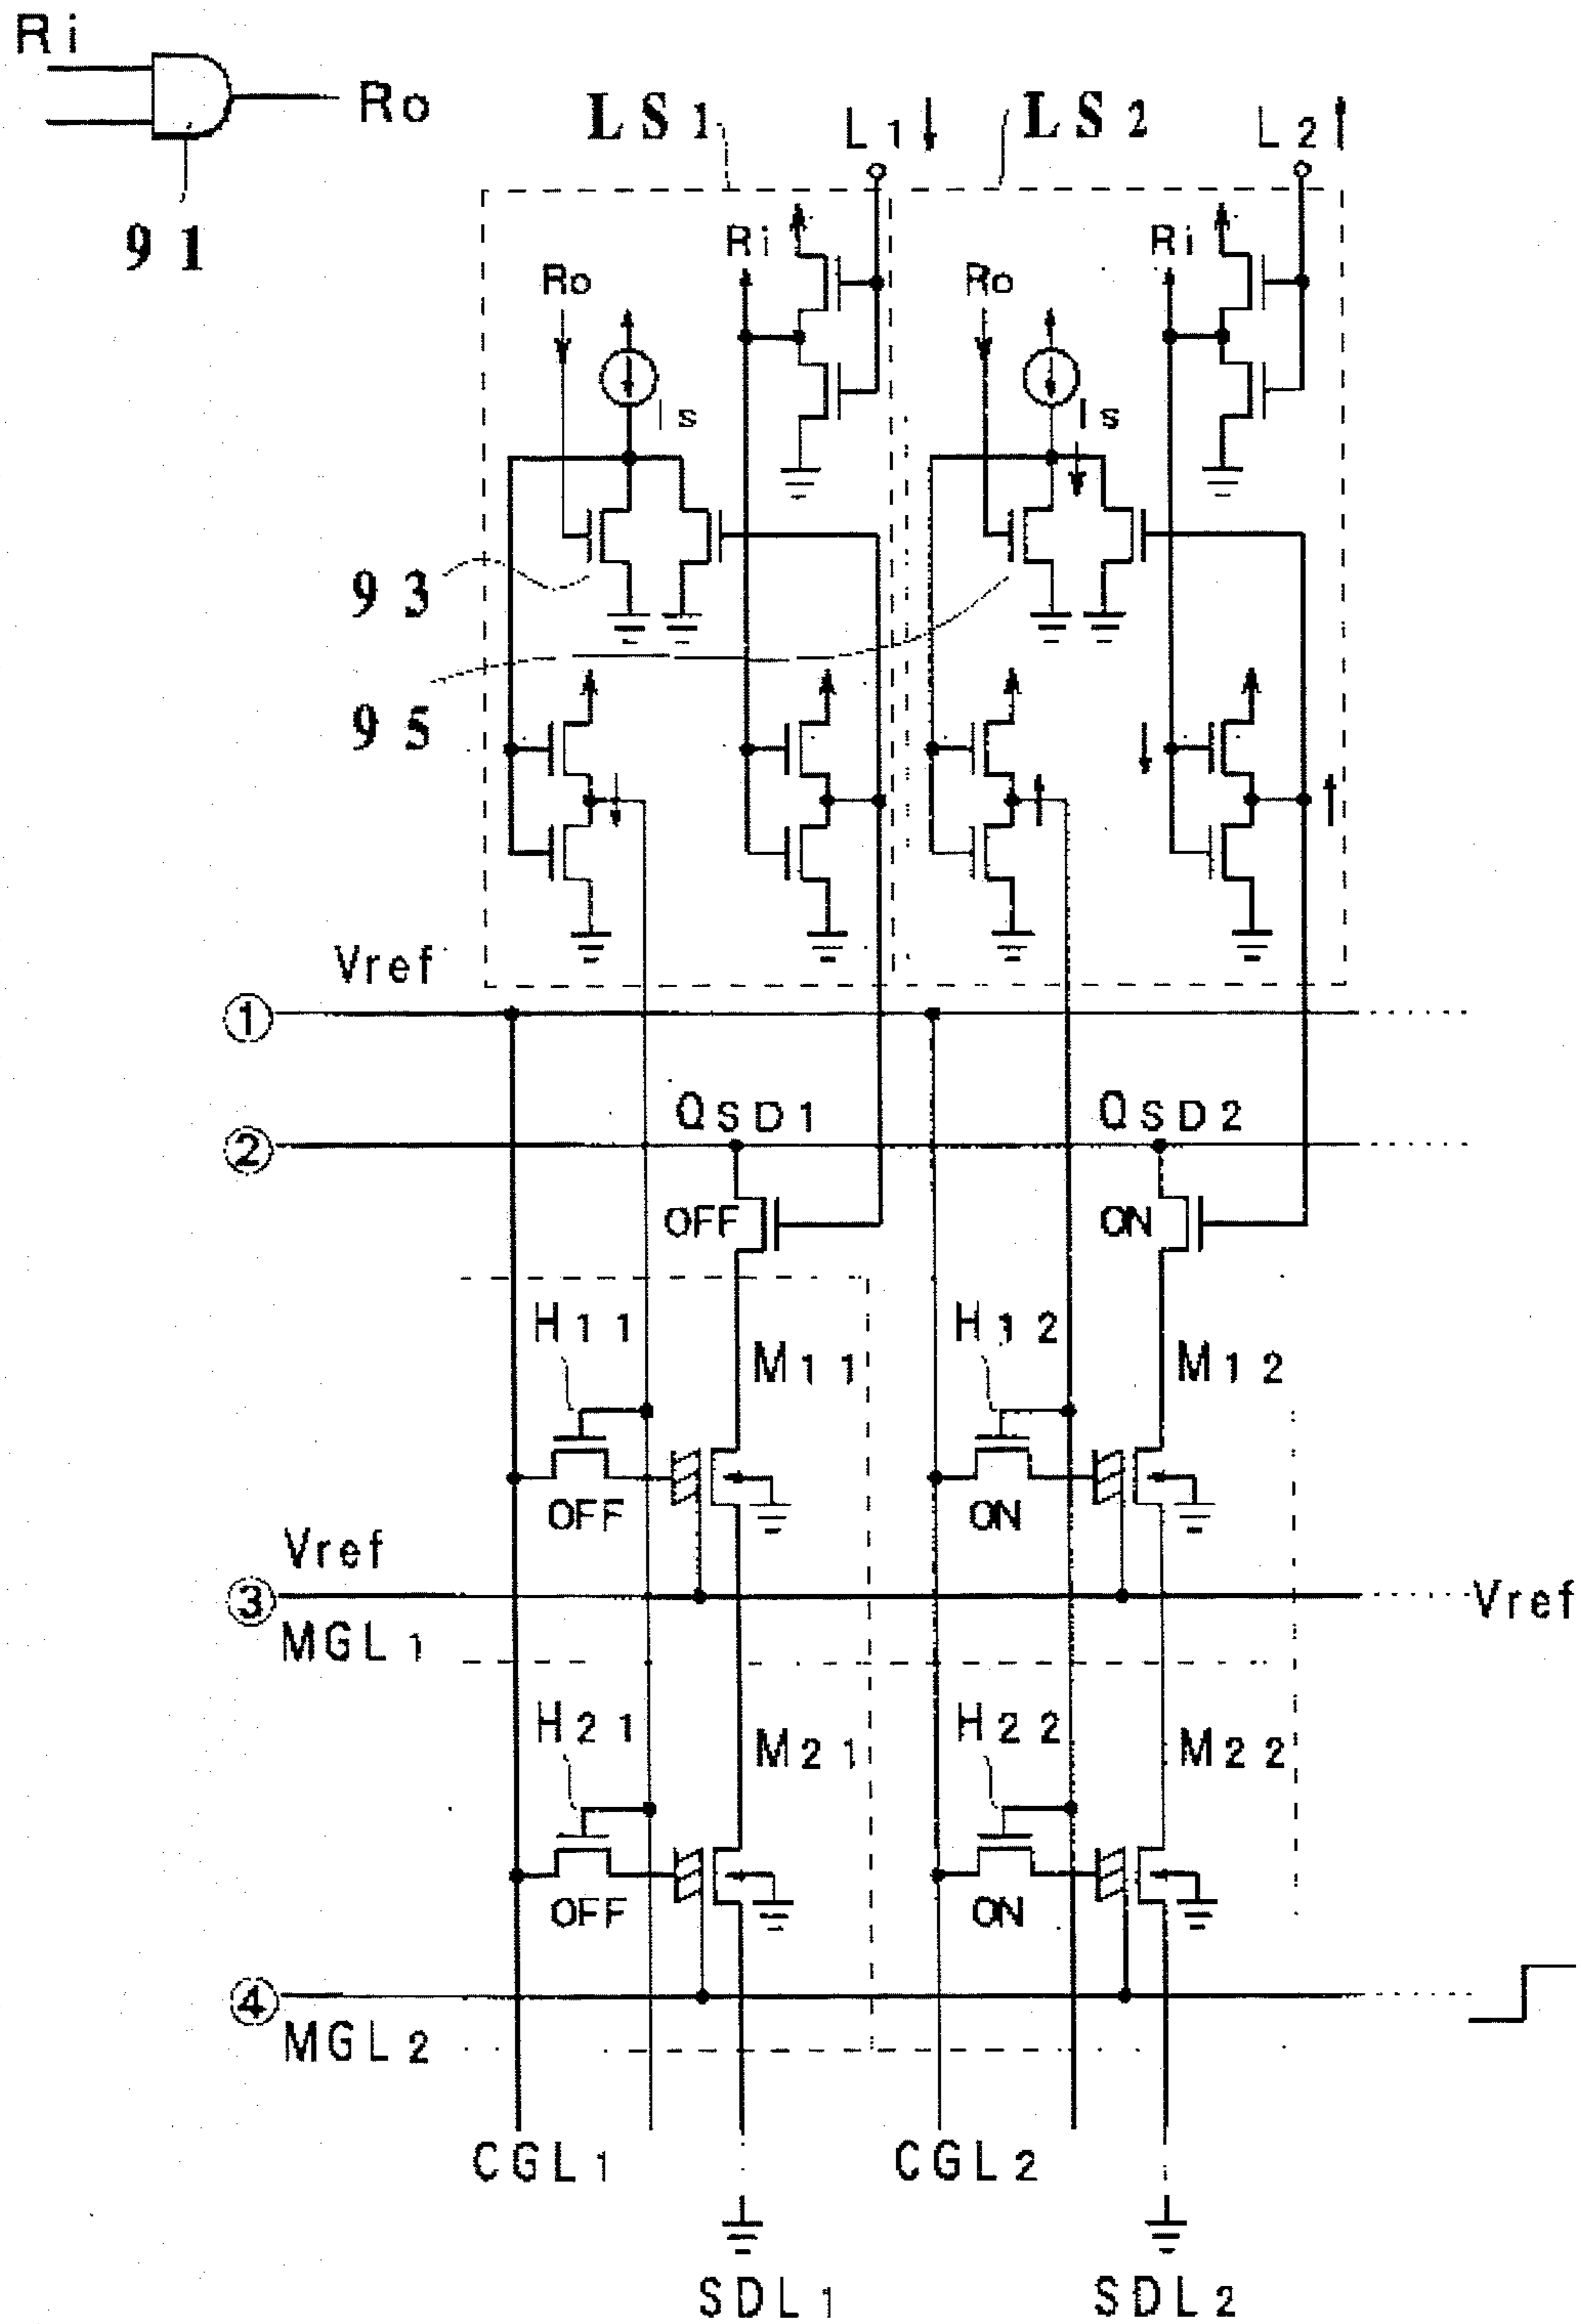 Ri
Ro
91
LS1
L1
LS2
L2
Ri
Ri
Ro
Ro
Is
Is
93
95
Vref
①
QSD1
QSD2
②
OFF
ON
H11
H12
M11
M12
OFF
ON
Vref
③
Vref
MGL1
H21
H22
M21
M22
OFF
ON
④
MGL2
CGL1
CGL2
SDL1
SDL2